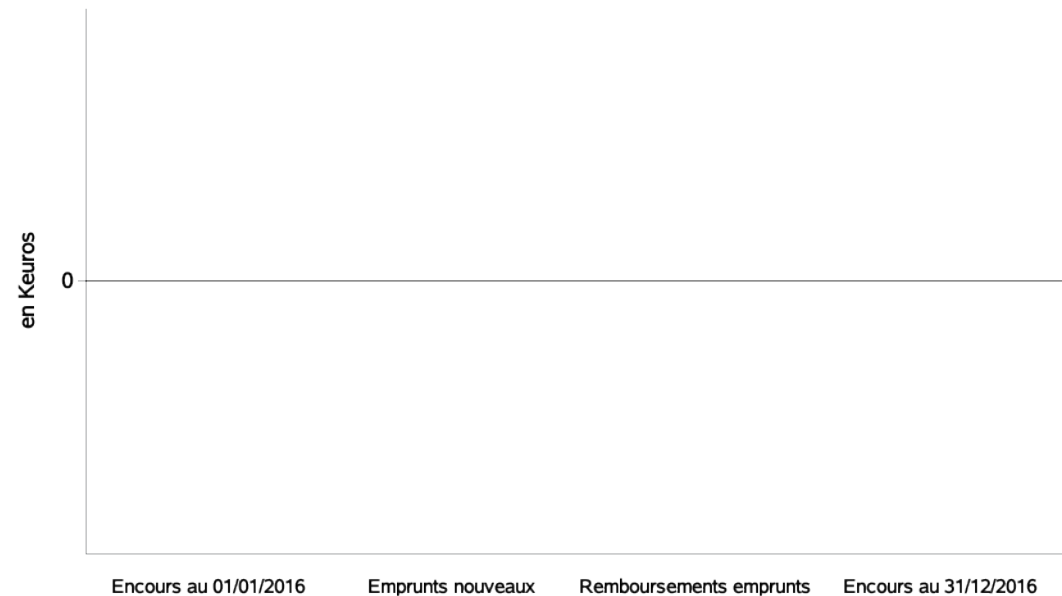 en Keuros
0
Encours au 01/01/2016
Emprunts nouveaux
Remboursements emprunts
Encours au 31/12/2016